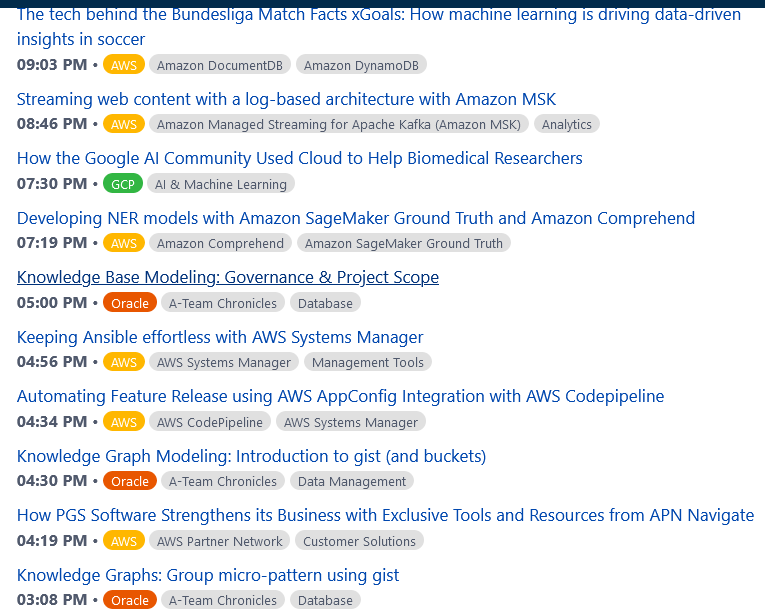 The tech behind the Bundesliga Match Facts xGoals: How machine learning is driving data-driven
insights in soccer
09:03 PM • AWS Amazon DocumentDB Amazon DynamoDB
Streaming web content with a log-based architecture with Amazon MSK
08:46 PM • AWS Amazon Managed Streaming for Apache Kafka (Amazon MSK) Analytics
How the Google AI Community Used Cloud to Help Biomedical Researchers
07:30 PM • GCP AI & Machine Learning
Developing NER models with Amazon SageMaker Ground Truth and Amazon Comprehend
07:19 PM • AWS Amazon Comprehend Amazon SageMaker Ground Truth
Knowledge Base Modeling: Governance & Project Scope
05:00 PM • Oracle A-Team Chronicles Database
Keeping Ansible effortless with AWS Systems Manager
04:56 PM • AWS AWS Systems Manager Management Tools
Automating Feature Release using AWS AppConfig Integration with AWS Codepipeline
04:34 PM • AWS AWS CodePipeline AWS Systems Manager
Knowledge Graph Modeling: Introduction to gist (and buckets)
04:30 PM • Oracle A-Team Chronicles Data Management
How PGS Software Strengthens its Business with Exclusive Tools and Resources from APN Navigate
04:19 PM • AWS AWS Partner Network Customer Solutions
Knowledge Graphs: Group micro-pattern using gist
03:08 PM • Oracle A-Team Chronicles Database